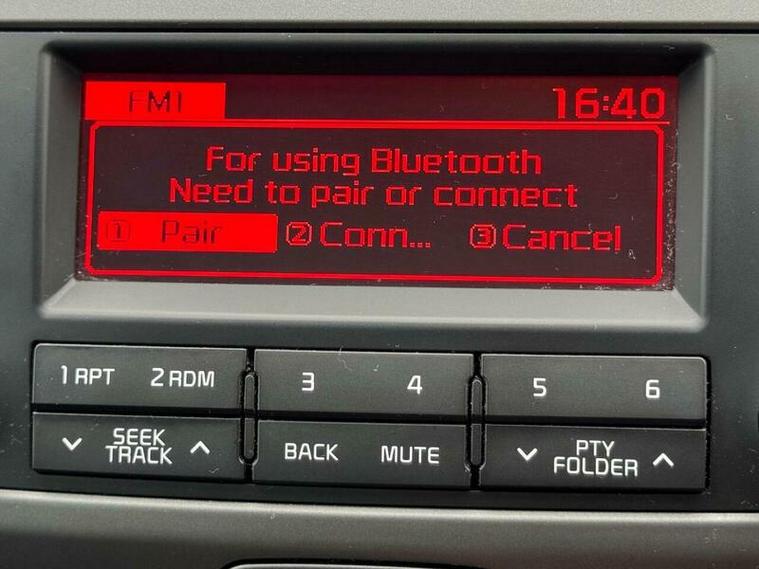 FM1 16:40
For using Bluetooth
Need to pair or connect
1 Pair 2 Conn... 3 Cancel
1 RPT 2 RDM 3 4 5 6
SEEK
TRACK
BACK MUTE
PTY
FOLDER